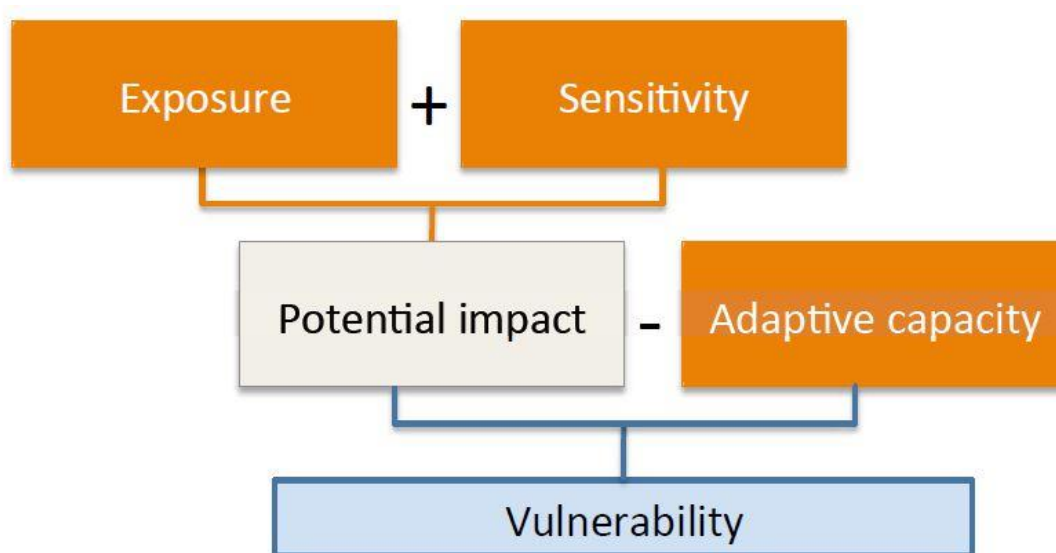 Exposure + Sensitivity
Potential impact - Adaptive capacity
Vulnerability